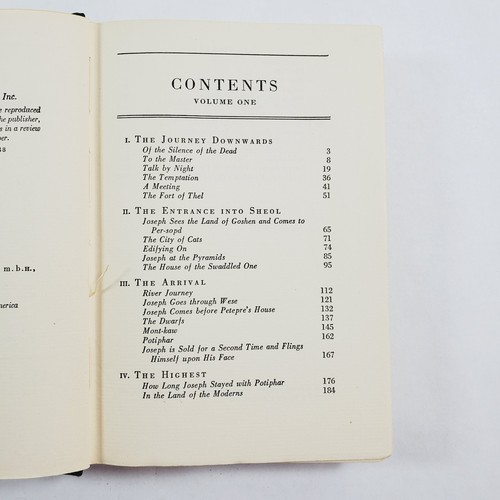 Inc.
e reproduced
he publisher,
s in a review
per.
m.b.H.,
merica
CONTENTS
VOLUME ONE
I. THE JOURNEY DOWNWARDS
Of the Silence of the Dead 3
To the Master 8
Talk by Night 19
The Temptation 36
A Meeting 41
The Fort of Thel 51
II. THE ENTRANCE INTO SHEOL
Joseph Sees the Land of Goshen and Comes to
Per-sopd 65
The City of Cats 71
Edifying On 74
Joseph at the Pyramids 85
The House of the Swaddled One 95
III. THE ARRIVAL
River Journey 112
Joseph Goes through Wese 121
Joseph Comes before Petepre's House 132
The Dwarfs 137
Mont-kaw 145
Potiphar 162
Joseph is Sold for a Second Time and Flings
Himself upon His Face 167
IV. THE HIGHEST
How Long Joseph Stayed with Potiphar 176
In the Land of the Moderns 184